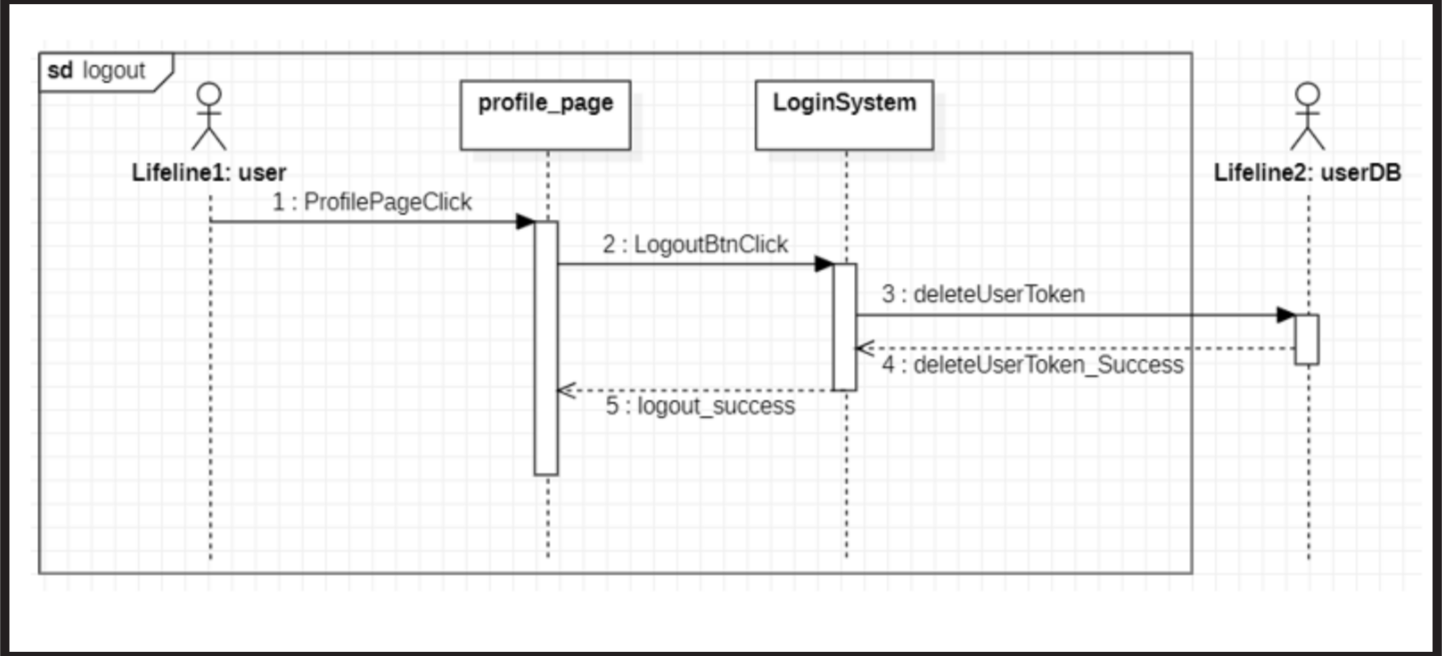 sd logout
profile_page
LoginSystem
Lifeline1: user
Lifeline2: userDB
1 : ProfilePageClick
2 : LogoutBtnClick
3 : deleteUserToken
4 : deleteUserToken_Success
5 : logout_success